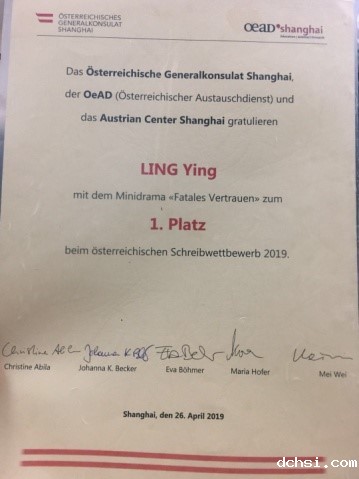 ÖSTERREICHISCHES
GENERALKONSULAT
SHANGHAI
OeAD shanghai
Das Österreichische Generalkonsulat Shanghai,
der OeAD (Österreichischer Austauschdienst) und
das Austrian Center Shanghai gratulieren
LING Ying
mit dem Minidrama «Fatales Vertrauen» zum
1. Platz
beim österreichischen Schreibwettbewerb 2019.
Christine Abila Johanna K. Becker Eva Böhmer Maria Hofer Mei Wei
Shanghai, den 26. April 2019
dchsi.com